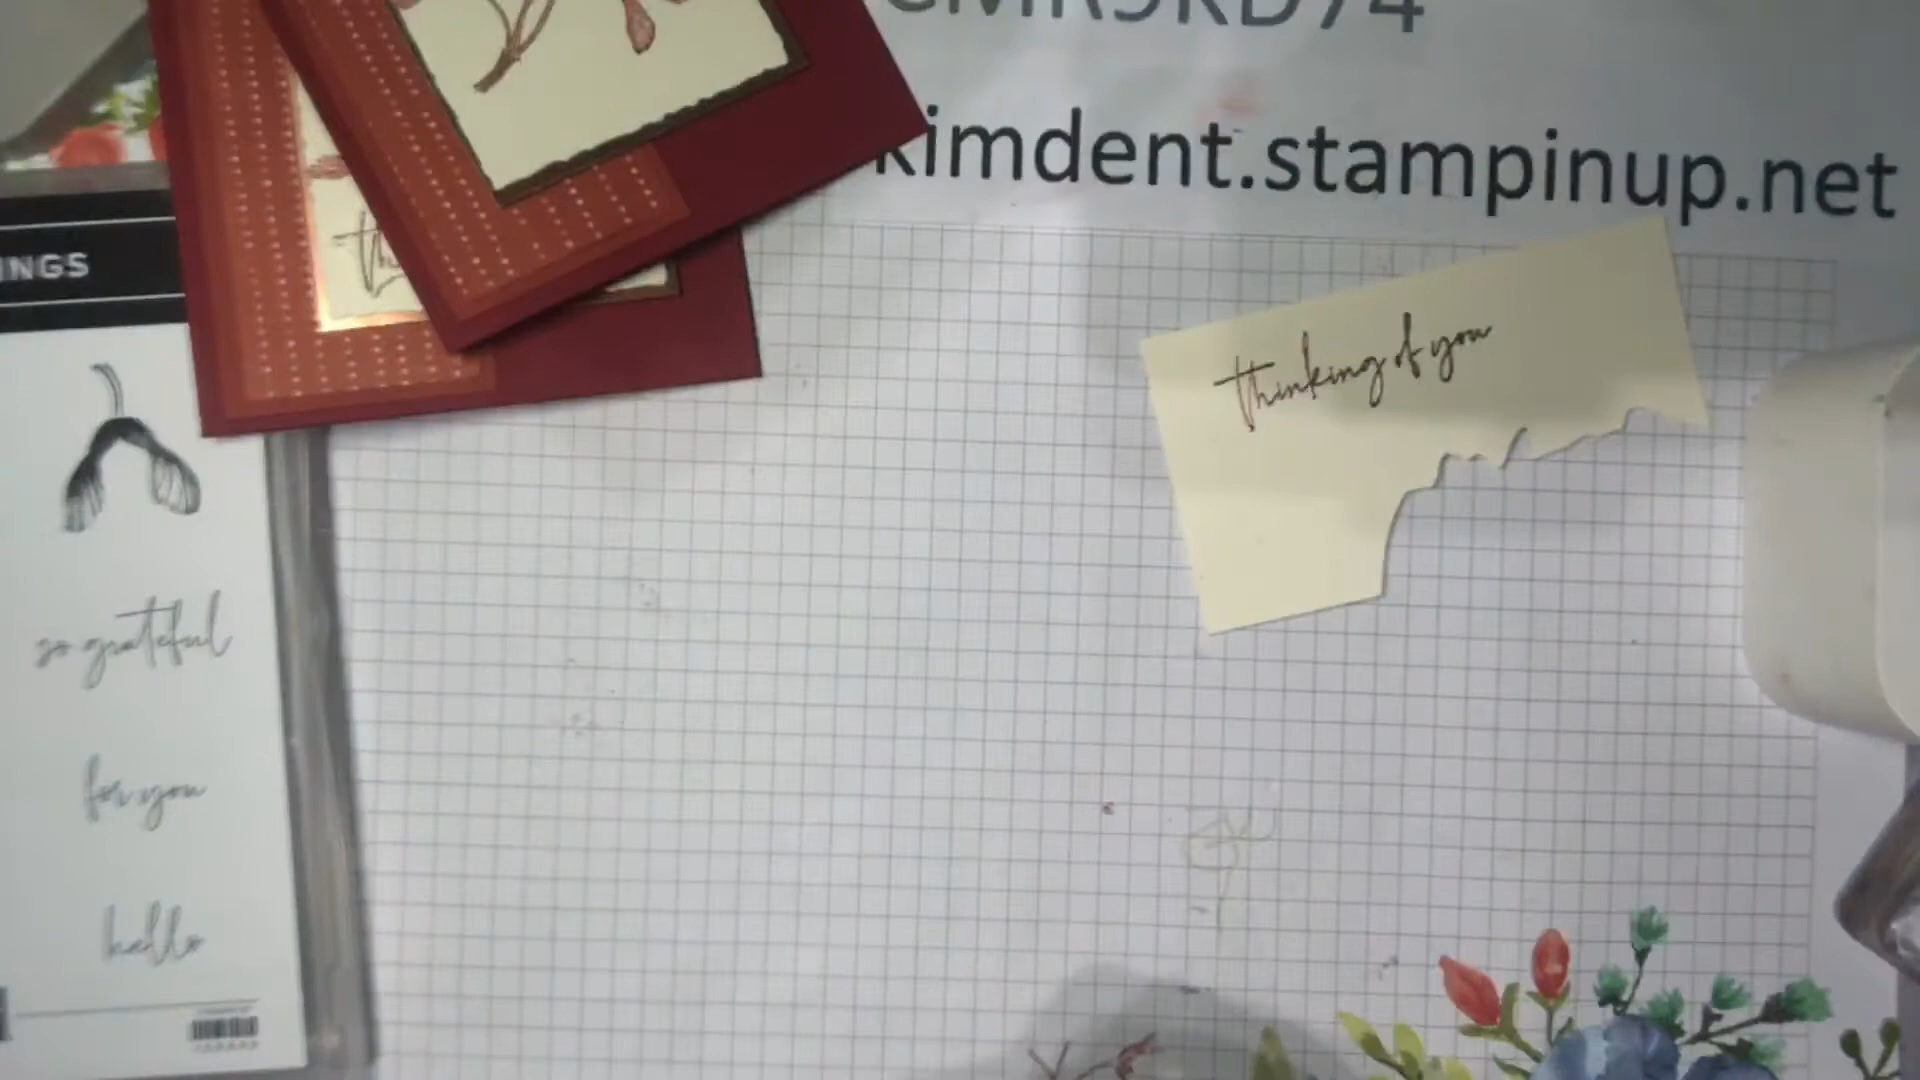 kimdent.stampinup.net
INGS
thinking of you
so grateful
for you
hello